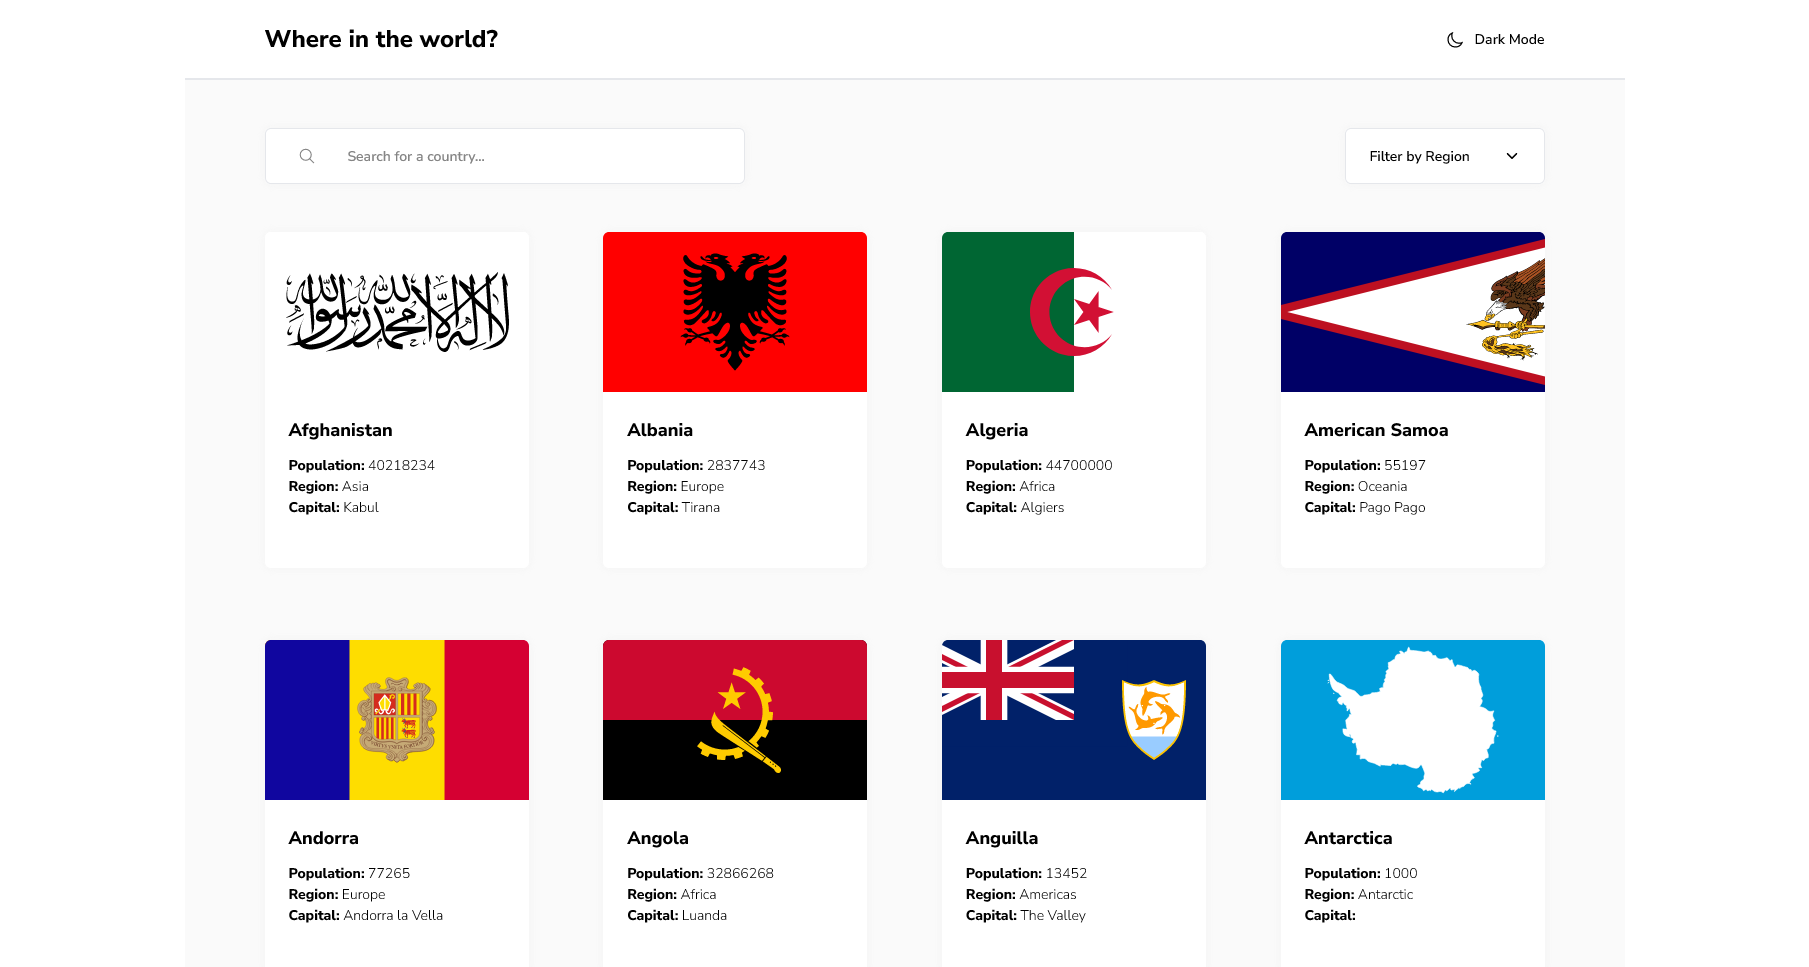 Where in the world?
Dark Mode
Search for a country...
Filter by Region
لا إله إلا الله محمد رسول الله
Afghanistan
Population: 40218234
Region: Asia
Capital: Kabul
Albania
Population: 2837743
Region: Europe
Capital: Tirana
Algeria
Population: 44700000
Region: Africa
Capital: Algiers
American Samoa
Population: 55197
Region: Oceania
Capital: Pago Pago
Andorra
Population: 77265
Region: Europe
Capital: Andorra la Vella
Angola
Population: 32866268
Region: Africa
Capital: Luanda
Anguilla
Population: 13452
Region: Americas
Capital: The Valley
Antarctica
Population: 1000
Region: Antarctic
Capital: